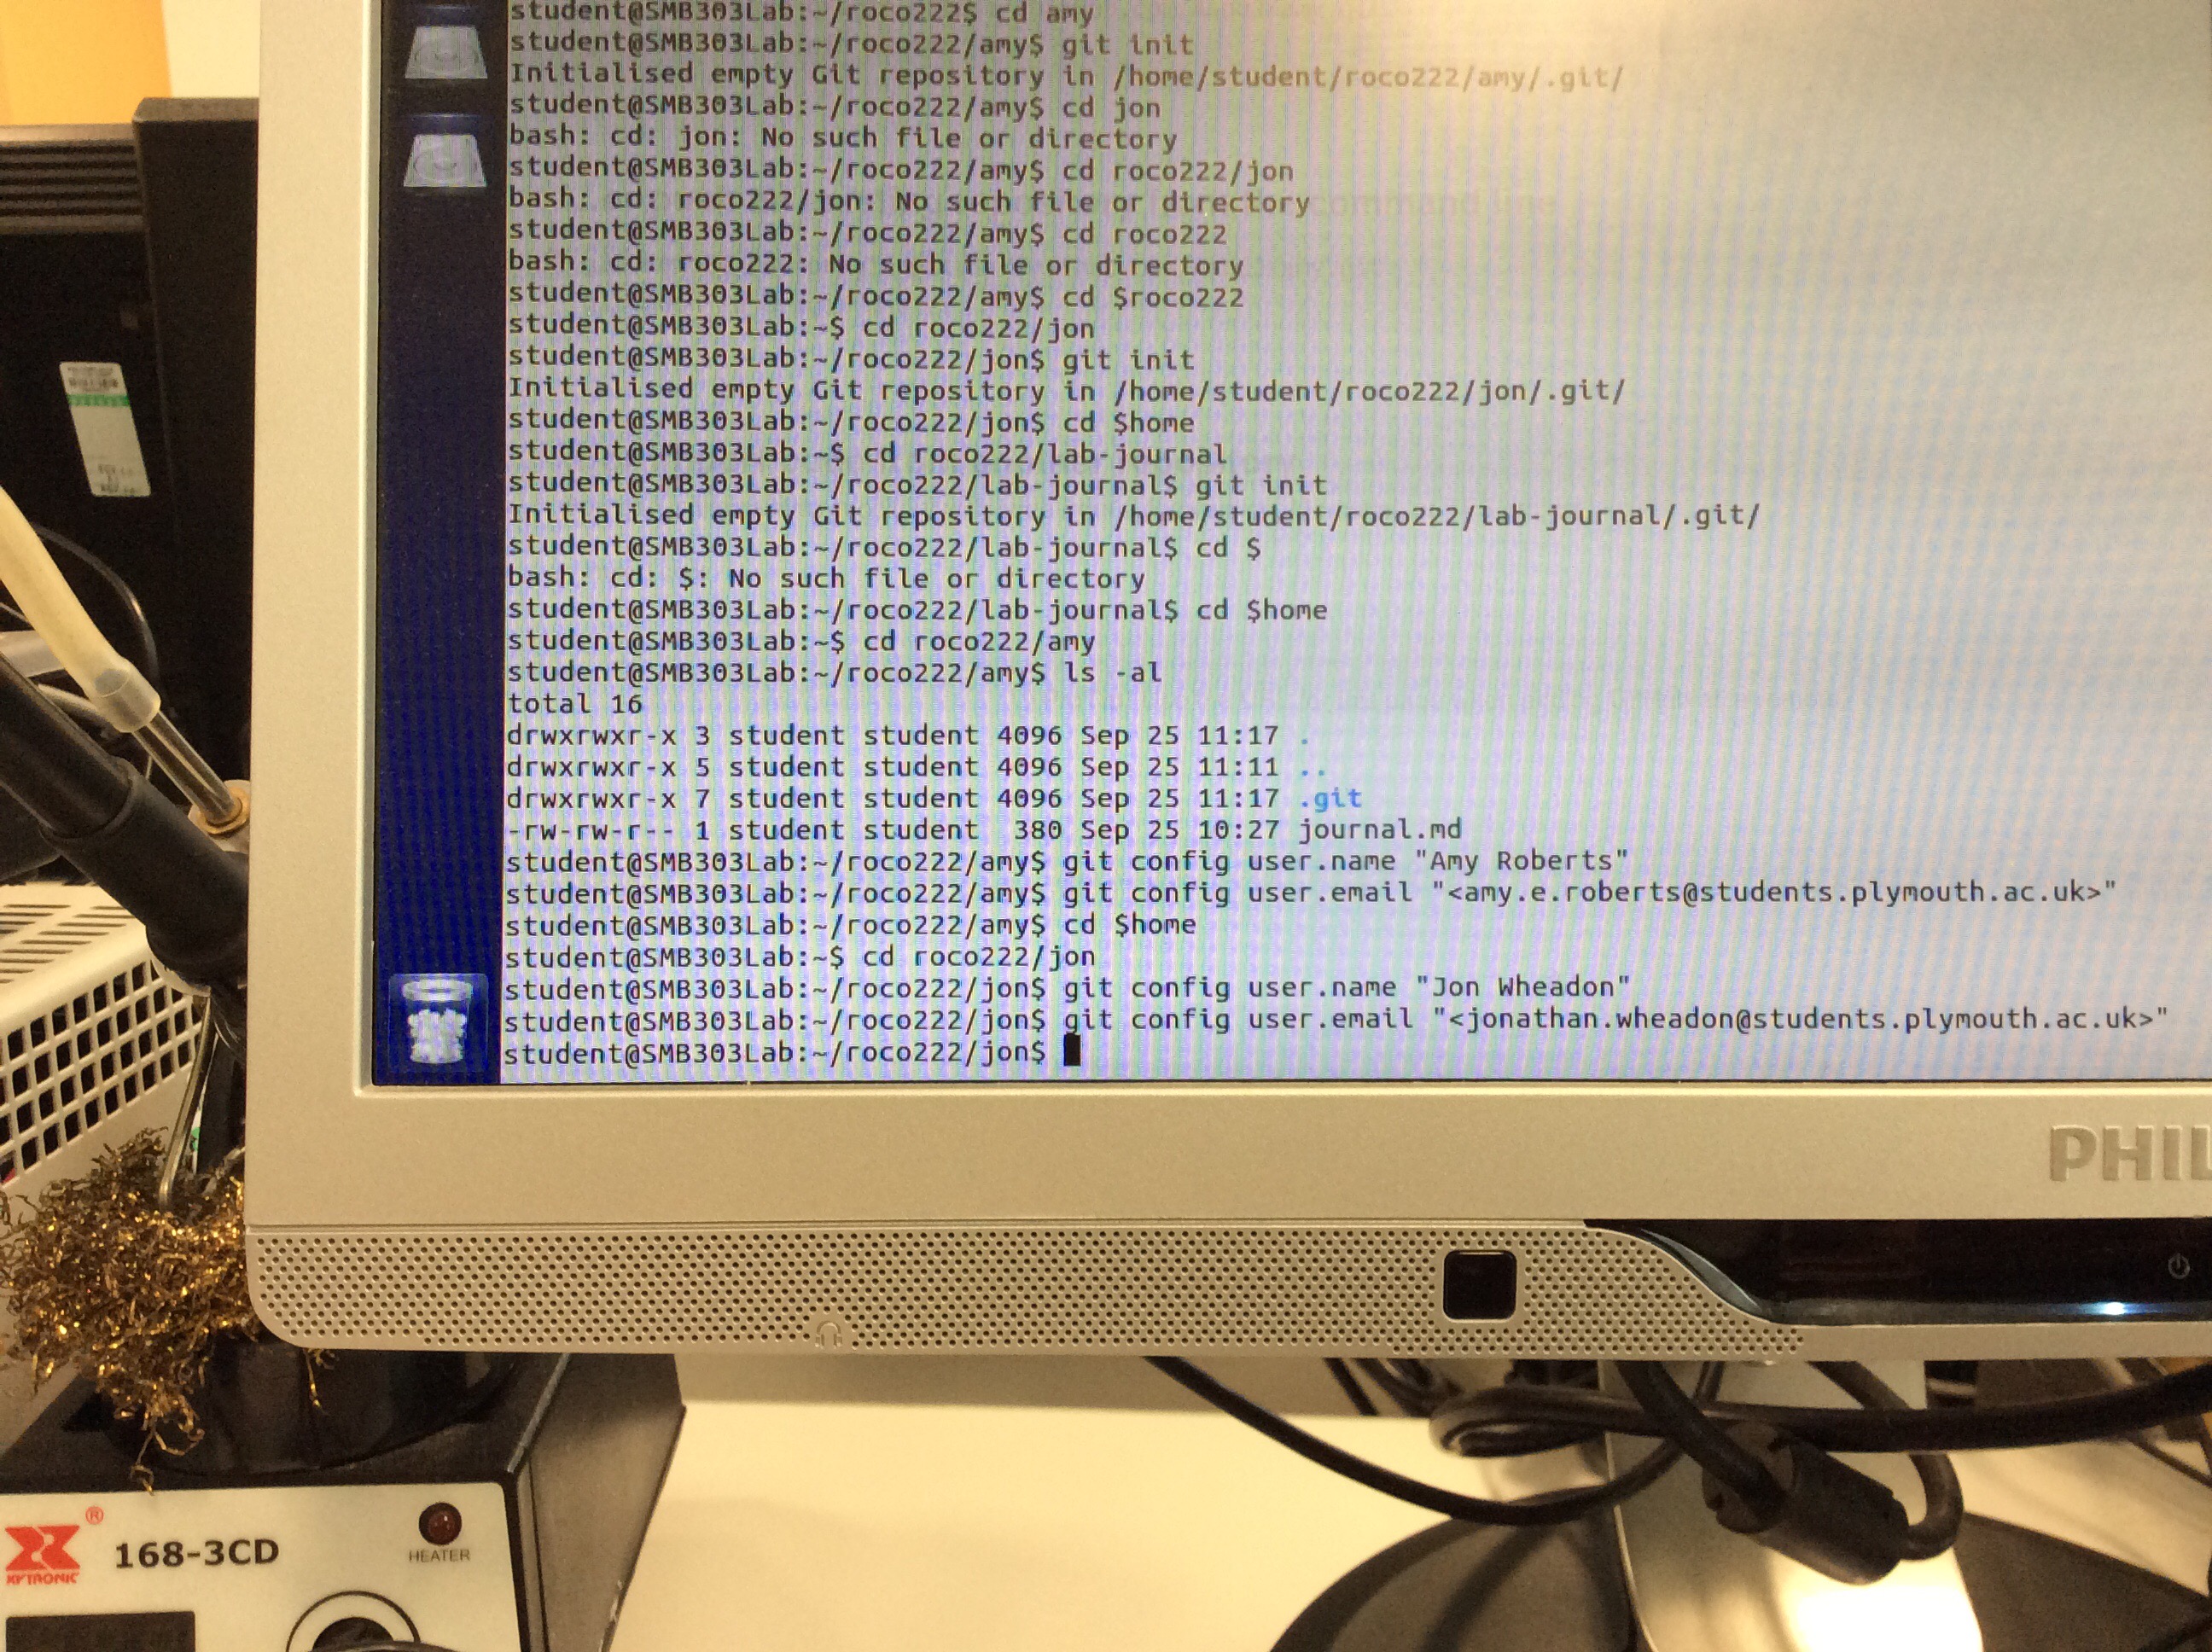 student@SMB303Lab:~/roco222$ cd amy
student@SMB303Lab:~/roco222/amy$ git init
Initialised empty Git repository in /home/student/roco222/amy/.git/
student@SMB303Lab:~/roco222/amy$ cd jon
bash: cd: jon: No such file or directory
student@SMB303Lab:~/roco222/amy$ cd roco222/jon
bash: cd: roco222/jon: No such file or directory
student@SMB303Lab:~/roco222/amy$ cd roco222
bash: cd: roco222: No such file or directory
student@SMB303Lab:~/roco222/amy$ cd $roco222
student@SMB303Lab:~$ cd roco222/jon
student@SMB303Lab:~/roco222/jon$ git init
Initialised empty Git repository in /home/student/roco222/jon/.git/
student@SMB303Lab:~/roco222/jon$ cd $home
student@SMB303Lab:~$ cd roco222/lab-journal
student@SMB303Lab:~/roco222/lab-journal$ git init
Initialised empty Git repository in /home/student/roco222/lab-journal/.git/
student@SMB303Lab:~/roco222/lab-journal$ cd $
bash: cd: $: No such file or directory
student@SMB303Lab:~/roco222/lab-journal$ cd $home
student@SMB303Lab:~$ cd roco222/amy
student@SMB303Lab:~/roco222/amy$ ls -al
total 16
drwxrwxr-x 3 student student 4096 Sep 25 11:17 .
drwxrwxr-x 5 student student 4096 Sep 25 11:11 ..
drwxrwxr-x 7 student student 4096 Sep 25 11:17 .git
-rw-rw-r-- 1 student student  380 Sep 25 10:27 journal.md
student@SMB303Lab:~/roco222/amy$ git config user.name "Amy Roberts"
student@SMB303Lab:~/roco222/amy$ git config user.email "<amy.e.roberts@students.plymouth.ac.uk>"
student@SMB303Lab:~/roco222/amy$ cd $home
student@SMB303Lab:~$ cd roco222/jon
student@SMB303Lab:~/roco222/jon$ git config user.name "Jon Wheadon"
student@SMB303Lab:~/roco222/jon$ git config user.email "<jonathan.wheadon@students.plymouth.ac.uk>"
student@SMB303Lab:~/roco222/jon$
PHIL
168-3CD
HEATER